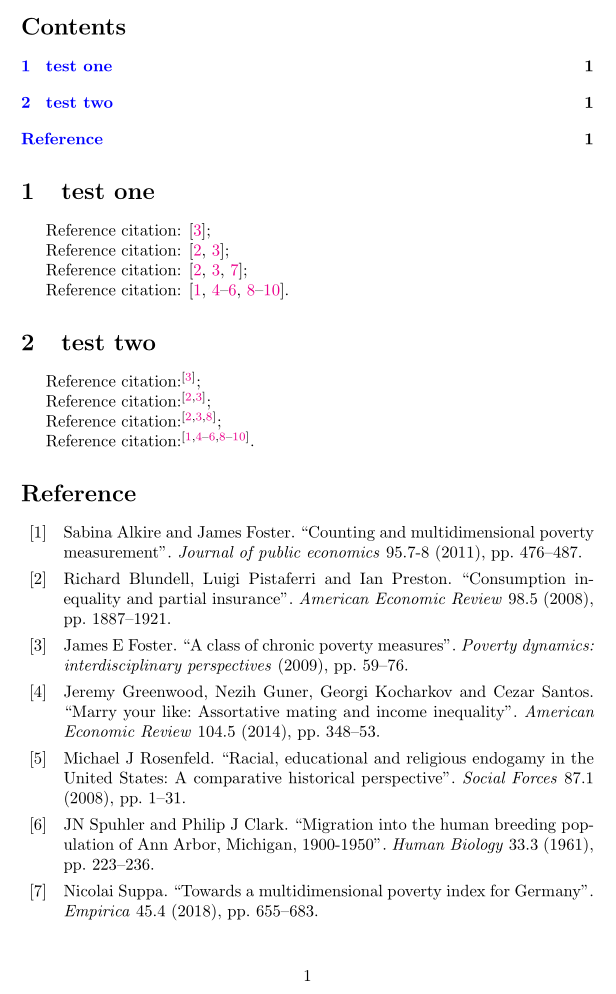 Contents
1 test one 1
2 test two 1
Reference 1
1 test one
Reference citation: [3];
Reference citation: [2, 3];
Reference citation: [2, 3, 7];
Reference citation: [1, 4–6, 8–10].
2 test two
Reference citation:[3];
Reference citation:[2,3];
Reference citation:[2,3,8];
Reference citation:[1,4–6,8–10].
Reference
[1] Sabina Alkire and James Foster. “Counting and multidimensional poverty
measurement”. Journal of public economics 95.7-8 (2011), pp. 476–487.
[2] Richard Blundell, Luigi Pistaferri and Ian Preston. “Consumption in-
equality and partial insurance”. American Economic Review 98.5 (2008),
pp. 1887–1921.
[3] James E Foster. “A class of chronic poverty measures”. Poverty dynamics:
interdisciplinary perspectives (2009), pp. 59–76.
[4] Jeremy Greenwood, Nezih Guner, Georgi Kocharkov and Cezar Santos.
“Marry your like: Assortative mating and income inequality”. American
Economic Review 104.5 (2014), pp. 348–53.
[5] Michael J Rosenfeld. “Racial, educational and religious endogamy in the
United States: A comparative historical perspective”. Social Forces 87.1
(2008), pp. 1–31.
[6] JN Spuhler and Philip J Clark. “Migration into the human breeding pop-
ulation of Ann Arbor, Michigan, 1900-1950”. Human Biology 33.3 (1961),
pp. 223–236.
[7] Nicolai Suppa. “Towards a multidimensional poverty index for Germany”.
Empirica 45.4 (2018), pp. 655–683.
1